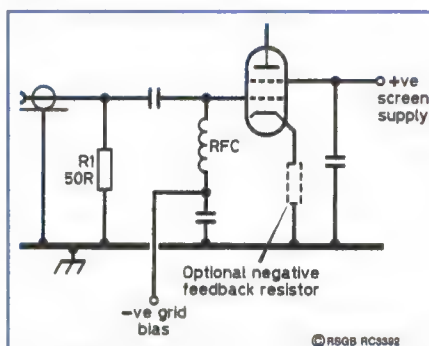 +ve
screen
supply
RFC
R1
50R
Optional negative
feedback resistor
-ve grid
bias
© RSGB RC3392